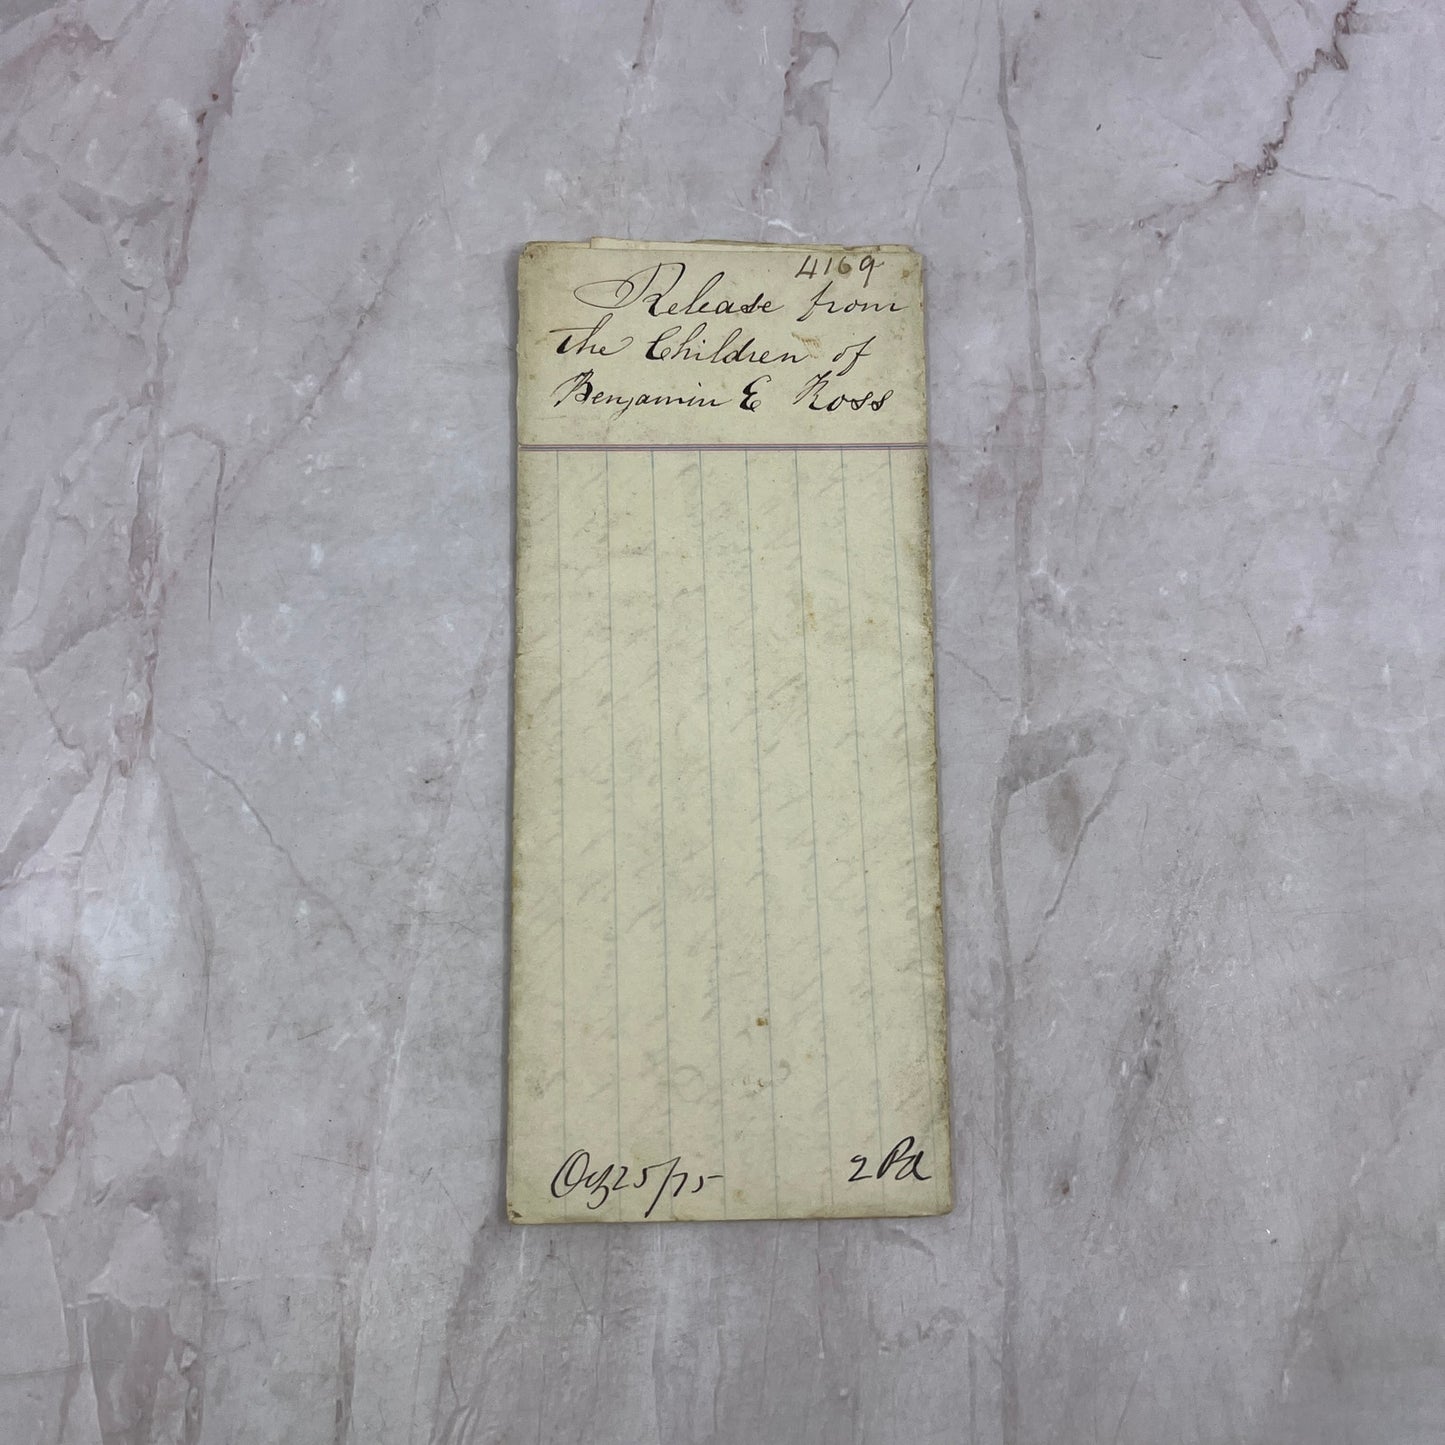 4169
Release from
the Children of
Benjamin E Ross
Oct 25/75 2 Pd